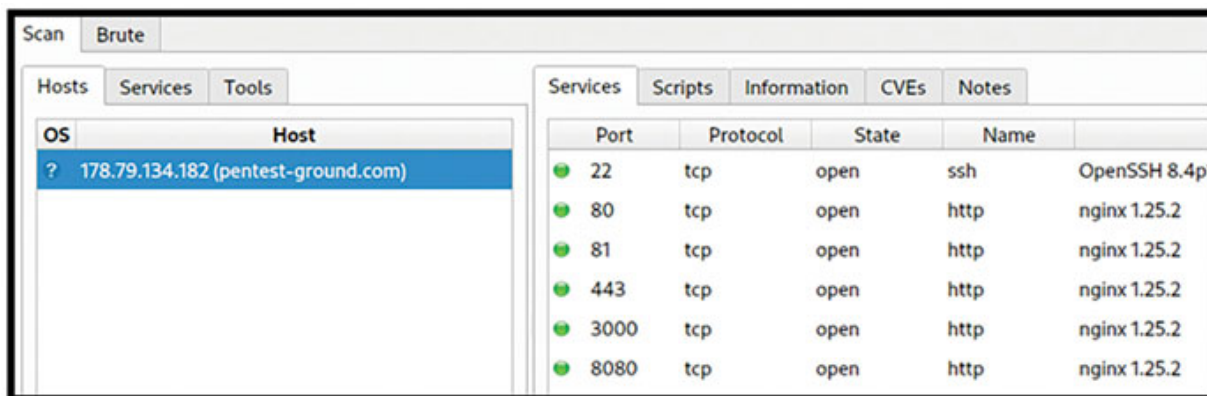 Scan Brute
Hosts Services Tools
OS Host
? 178.79.134.182 (pentest-ground.com)
Services Scripts Information CVEs Notes
Port Protocol State Name
22 tcp open ssh OpenSSH 8.4p
80 tcp open http nginx 1.25.2
81 tcp open http nginx 1.25.2
443 tcp open http nginx 1.25.2
3000 tcp open http nginx 1.25.2
8080 tcp open http nginx 1.25.2